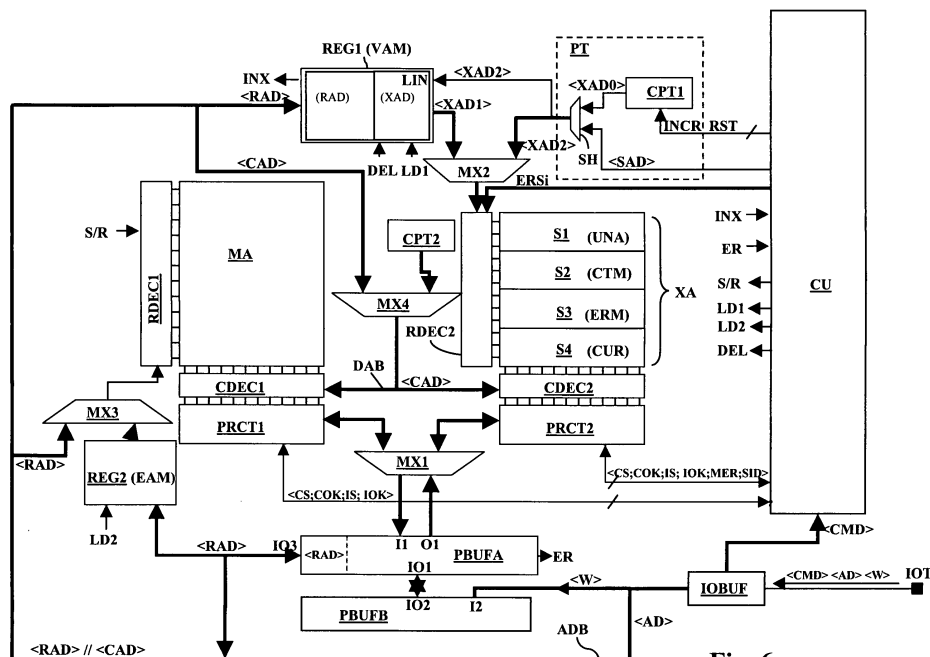 REG1 (VAM)
PT
INX
LIN
<XAD2>
<XAD0>
CPT1
<RAD>
(RAD)
(XAD)
<XAD1>
INCR RST
<XAD2>
SH
<SAD>
DEL LD1
<CAD>
MX2
ERSi
S/R
RDEC1
MA
CPT2
S1 (UNA)
S2 (CTM)
S3 (ERM)
S4 (CUR)
XA
INX
ER
S/R
LD1
LD2
DEL
CU
MX4
RDEC2
DAB
<CAD>
CDEC1
CDEC2
MX3
PRCT1
PRCT2
<RAD>
REG2 (EAM)
MX1
<CS;COK;IS; IOK;MER;SID>
<CS;COK;IS; IOK>
LD2
<CMD>
<RAD>
IO3
<RAD>
I1 O1
PBUFA
ER
IO1
IO2
I2
PBUFB
<W>
IOBUF
<CMD> <AD> <W>
IOT
<AD>
ADB
<RAD> // <CAD>